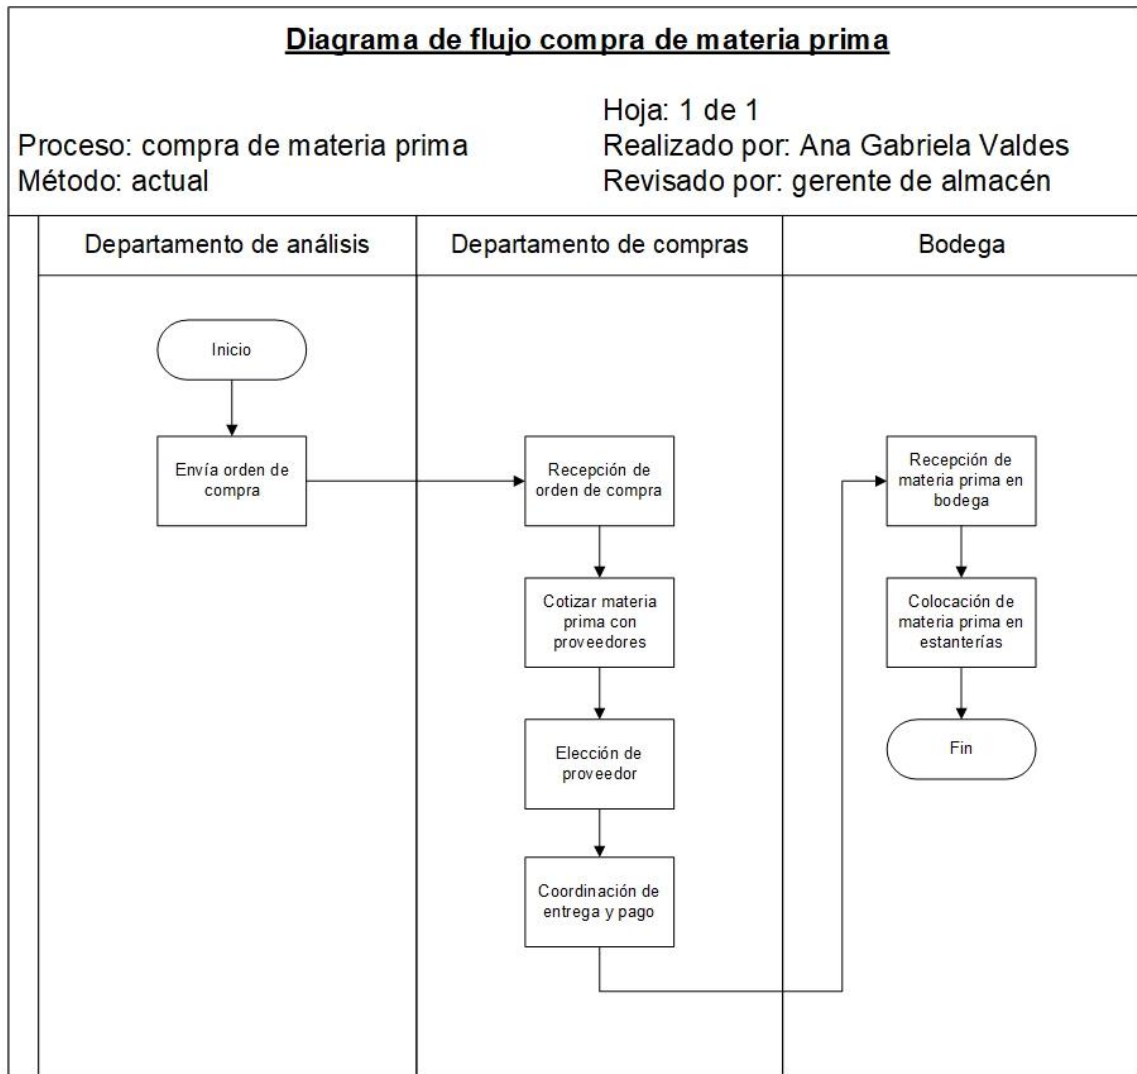 Diagrama de flujo compra de materia prima
Hoja: 1 de 1
Proceso: compra de materia prima
Realizado por: Ana Gabriela Valdes
Método: actual
Revisado por: gerente de almacén
Departamento de análisis
Departamento de compras
Bodega
Inicio
Envía orden de
compra
Recepción de
orden de compra
Cotizar materia
prima con
proveedores
Elección de
proveedor
Coordinación de
entrega y pago
Recepción de
materia prima en
bodega
Colocación de
materia prima en
estanterías
Fin